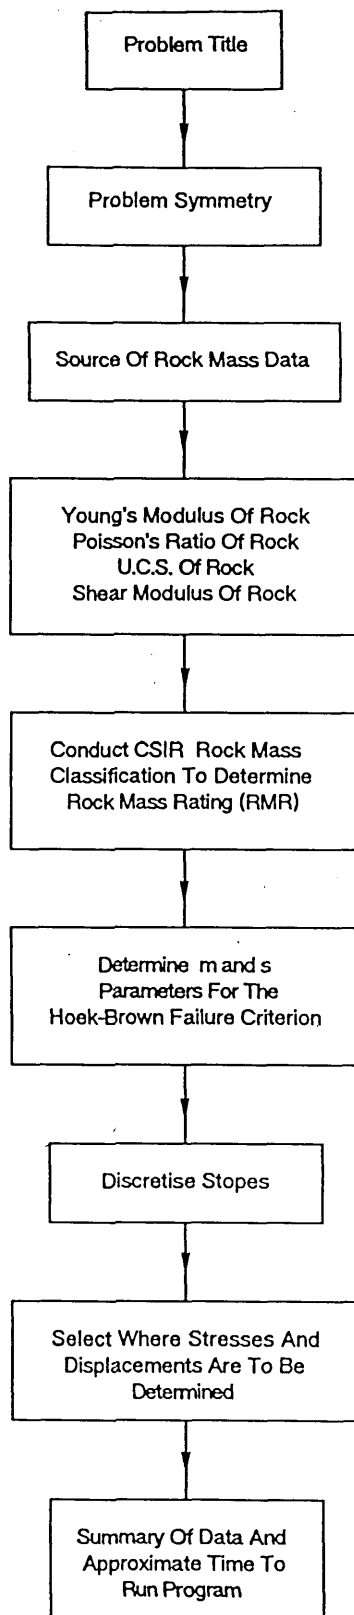 Problem Title
Problem Symmetry
Source Of Rock Mass Data
Young's Modulus Of Rock
Poisson's Ratio Of Rock
U.C.S. Of Rock
Shear Modulus Of Rock
Conduct CSIR Rock Mass
Classification To Determine
Rock Mass Rating (RMR)
Determine m and s
Parameters For The
Hoek-Brown Failure Criterion
Discretise Stopes
Select Where Stresses And
Displacements Are To Be
Determined
Summary Of Data And
Approximate Time To
Run Program